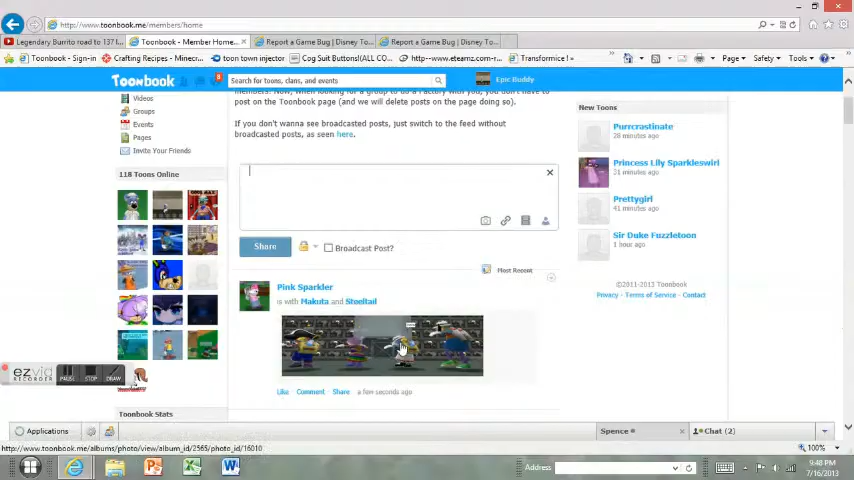 http://www.toonbook.me/members/home
Legendary Burrito road to 137 l...
Toonbook - Member Home...
Report a Game Bug | Disney To...
Report a Game Bug | Disney To...
Toonbook - Sign-in
Crafting Recipes - Minecr...
toon town injector
Cog Suit Buttons!(ALL CO...
Transformice !
Page
Safety
Tools
Toonbook
8
Search for toons, clans, and events
Epic Buddy
Videos
Groups
Events
Pages
Invite Your Friends
118 Toons Online
members! Now, when looking for a group to do a Factory with you, you don't have to
post on the Toonbook page (and we will delete posts on the page doing so).
If you don't wanna see broadcasted posts, just switch to the feed without
broadcasted posts, as seen here.
Share
Broadcast Post?
Most Recent
Pink Sparkler
is with Makuta and Steeltail
Like Comment Share a few seconds ago
New Toons
Purrcrastinate
28 minutes ago
Princess Lily Sparkleswirl
31 minutes ago
Prettygirl
41 minutes ago
Sir Duke Fuzzletoon
1 hour ago
©2011-2013 Toonbook
Privacy · Terms of Service · Contact
ezvid
RECORDER
PAUSE
STOP
DRAW
Toonbook Stats
Applications
Spence
Chat (2)
http://www.toonbook.me/albums/photo/view/album_id/2565/photo_id/16010
100%
Address
9:48 PM
7/16/2013